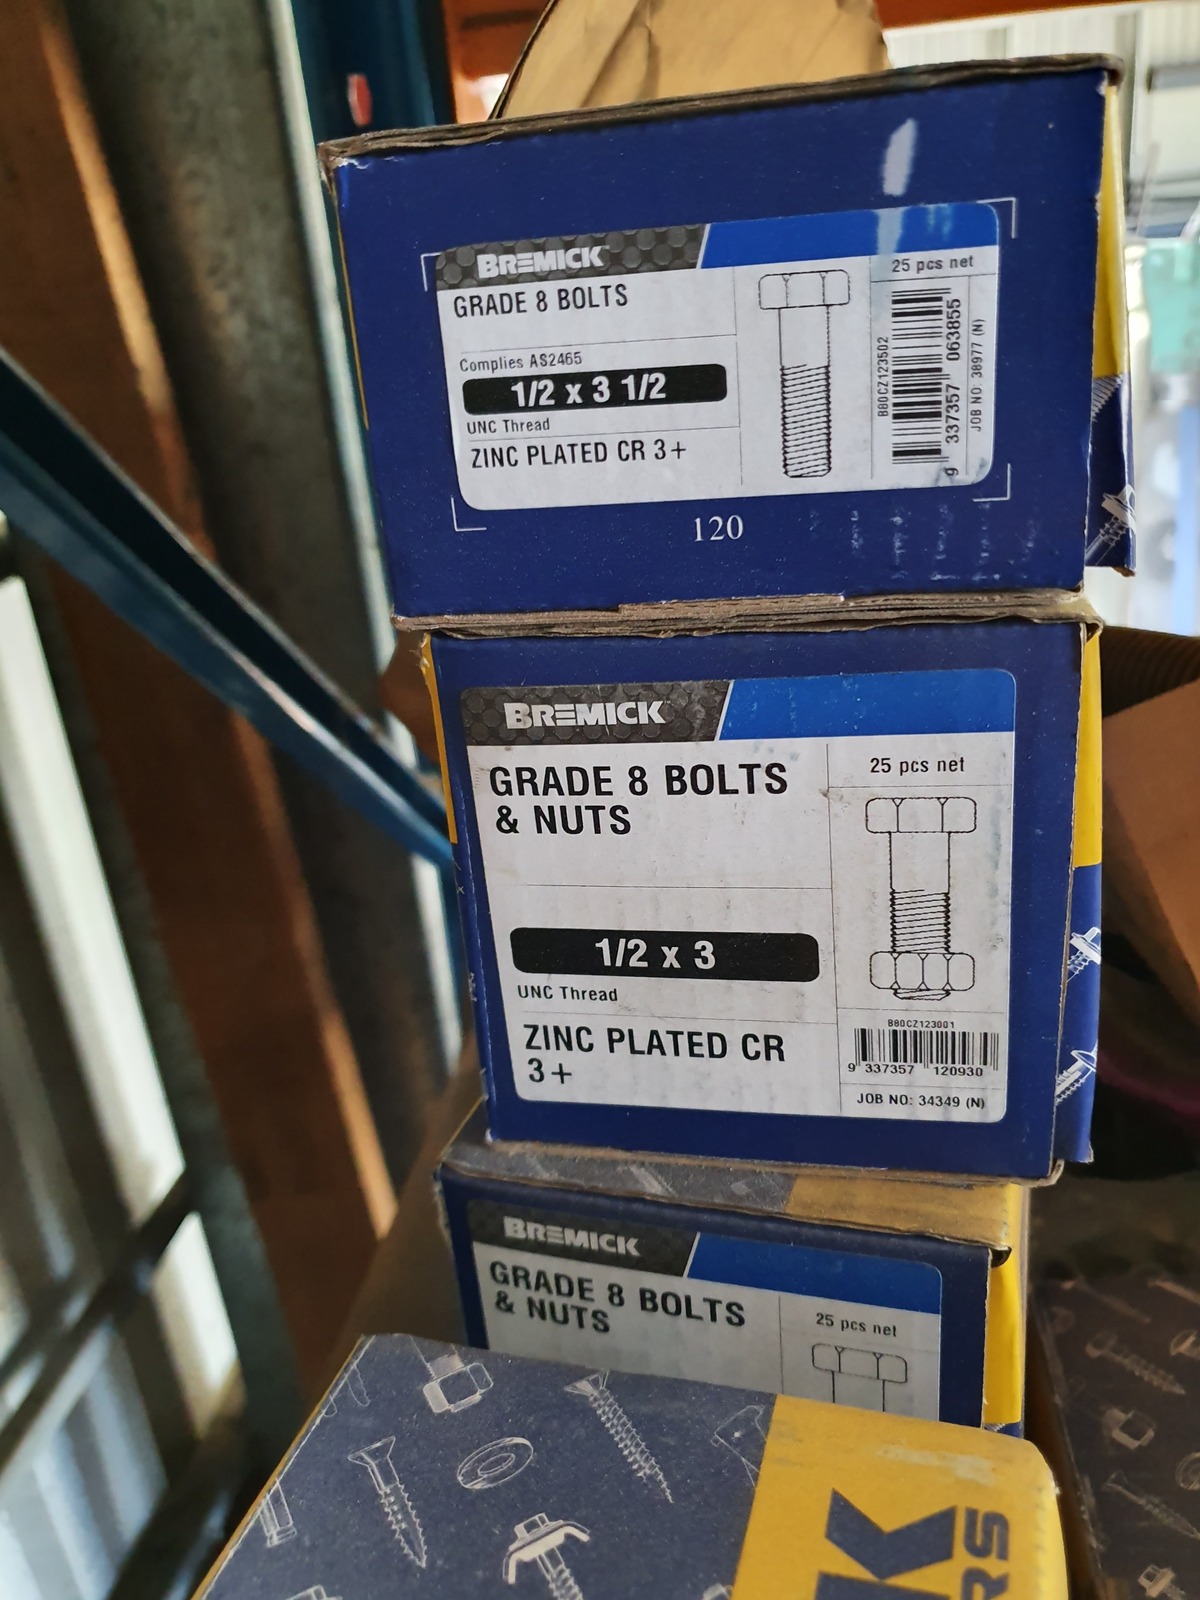 BREMICK
25 pcs net
GRADE 8 BOLTS
Complies AS2465
1/2 x 3 1/2
UNC Thread
ZINC PLATED CR 3+
B80CZ123502
9 337357 063855
JOB NO: 38977 (N)
120
BREMICK
GRADE 8 BOLTS
& NUTS
25 pcs net
1/2 x 3
UNC Thread
ZINC PLATED CR
3+
B80CZ123001
9 337357 120930
JOB NO: 34349 (N)
BREMICK
GRADE 8 BOLTS
& NUTS
25 pcs net
K
RS